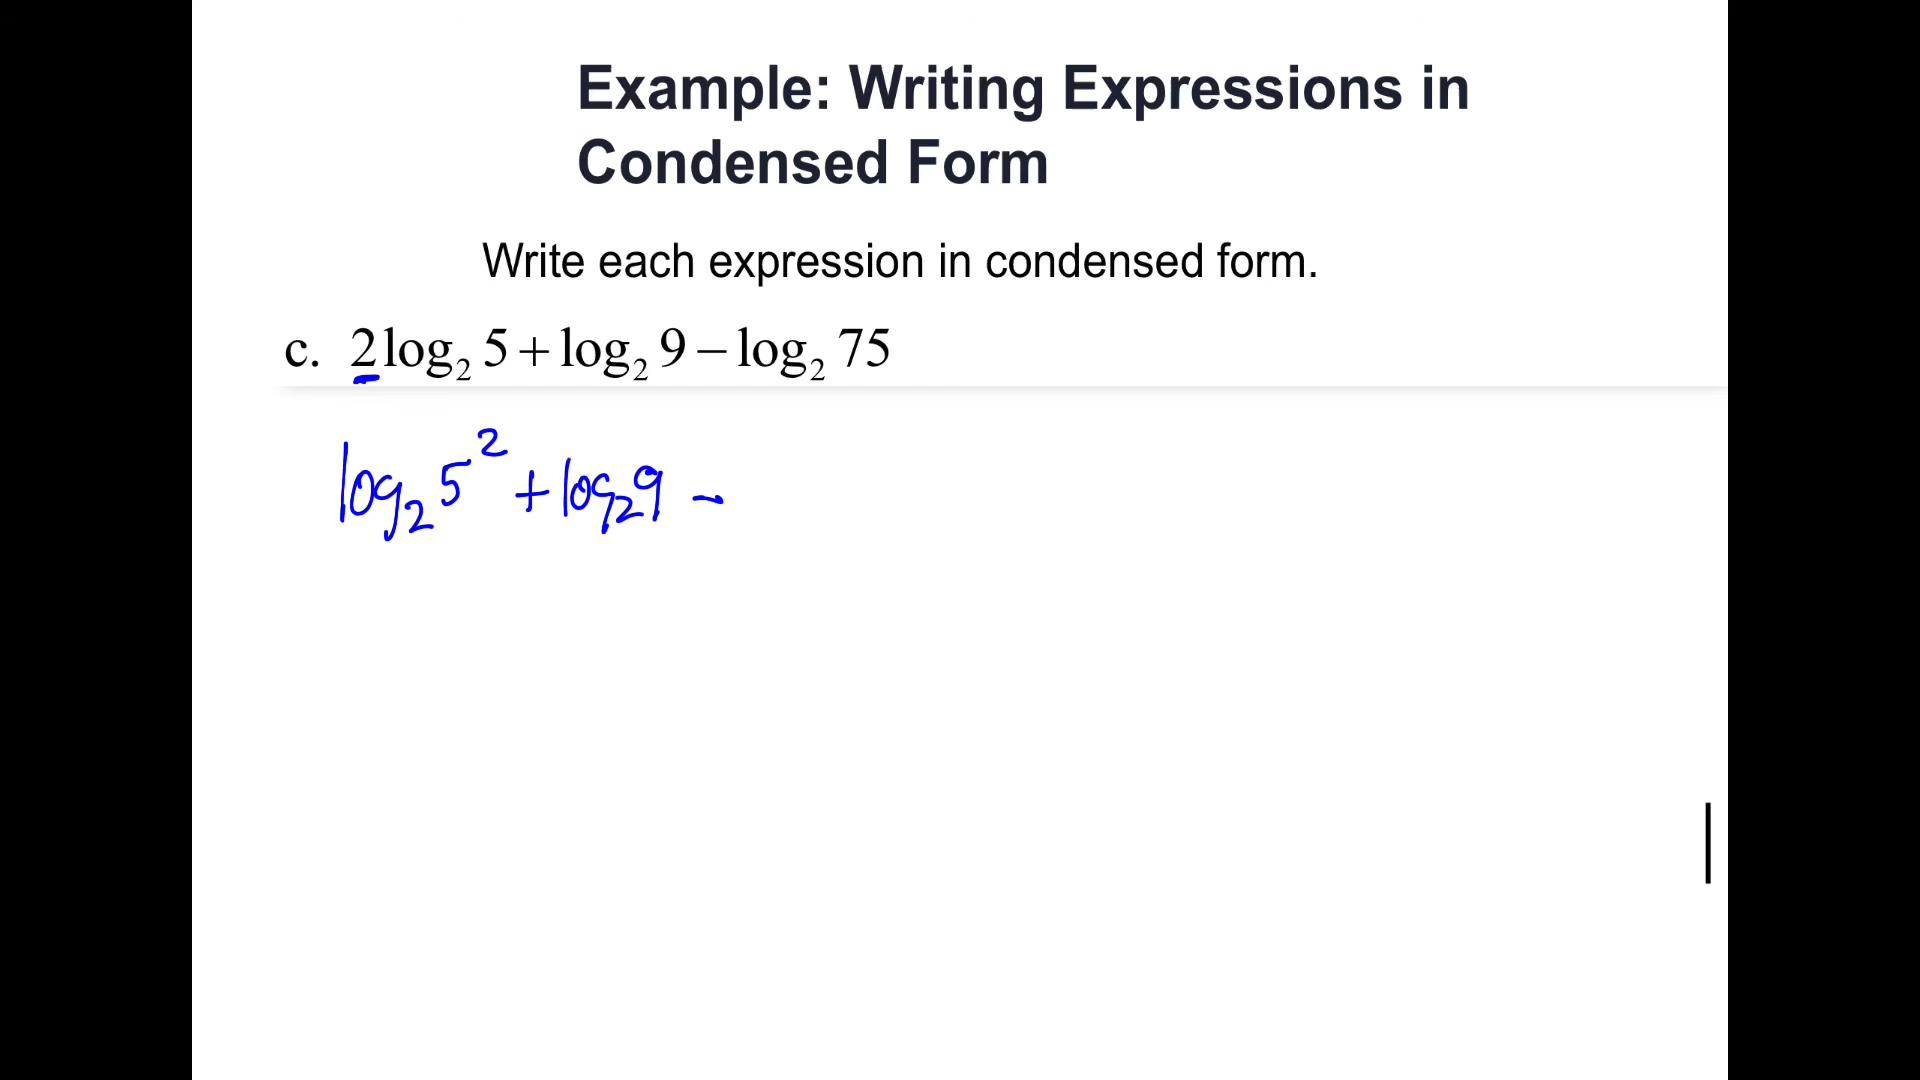 Example: Writing Expressions in
Condensed Form
Write each expression in condensed form.
c. 2log₂ 5 + log₂ 9 − log₂ 75
log₂ 5² + log₂ 9 −